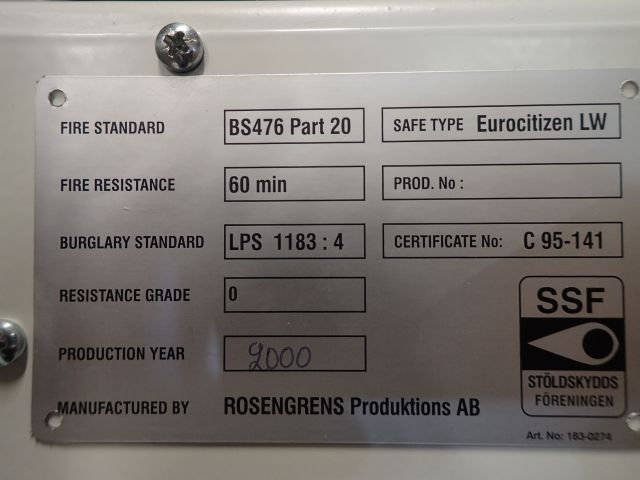 FIRE STANDARD BS476 Part 20 SAFE TYPE Eurocitizen LW
FIRE RESISTANCE 60 min PROD. No :
BURGLARY STANDARD LPS 1183 : 4 CERTIFICATE No: C 95-141
RESISTANCE GRADE 0
PRODUCTION YEAR 2000
MANUFACTURED BY ROSENGRENS Produktions AB
SSF
STÖLDSKYDDS
FÖRENINGEN
Art. No: 183-0274